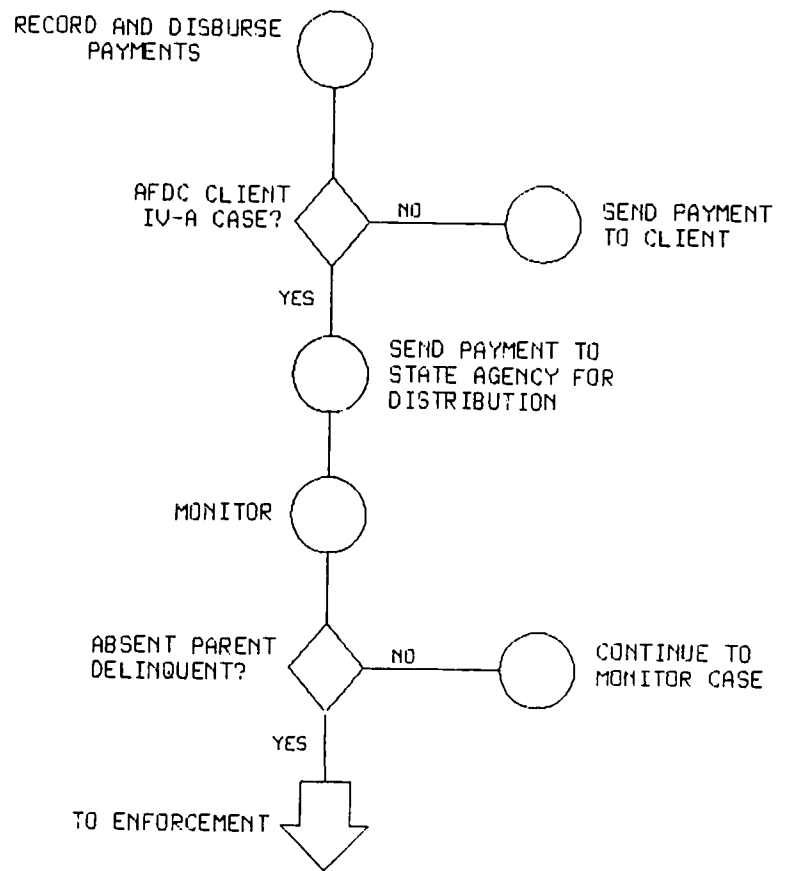 RECORD AND DISBURSE
PAYMENTS
AFDC CLIENT
IV-A CASE?
NO
SEND PAYMENT
TO CLIENT
YES
SEND PAYMENT TO
STATE AGENCY FOR
DISTRIBUTION
MONITOR
ABSENT PARENT
DELINQUENT?
NO
CONTINUE TO
MONITOR CASE
YES
TO ENFORCEMENT